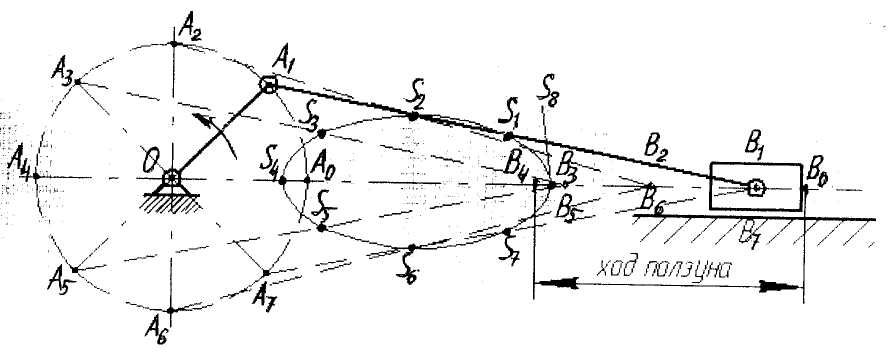 A₂
A₁
A₃
S₂
S₁
S₈
S₃
B₂
B₁
O
A₄
S₄
A₀
B₄
B₃
B₀
S₅
B₅
B₆
B₇
S₆
S₇
A₅
A₇
ход ползуна
A₆